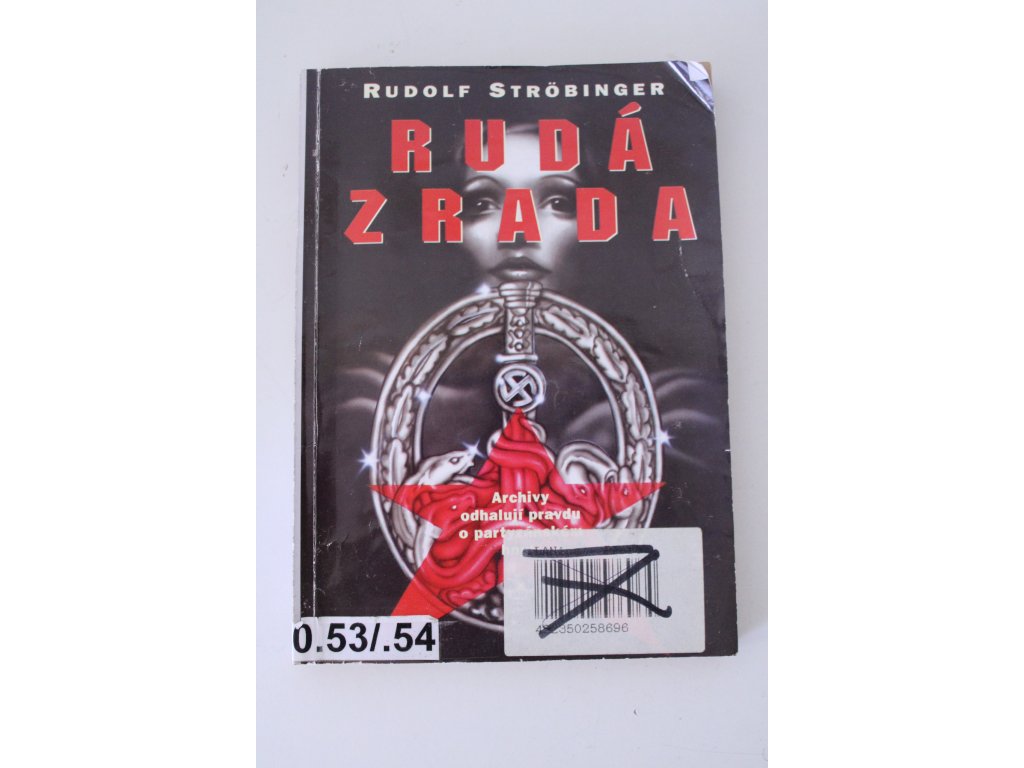 RUDOLF STRÖBINGER
RUDÁ
ZRADA
Archivy
odhalují pravdu
o
0.53/.54